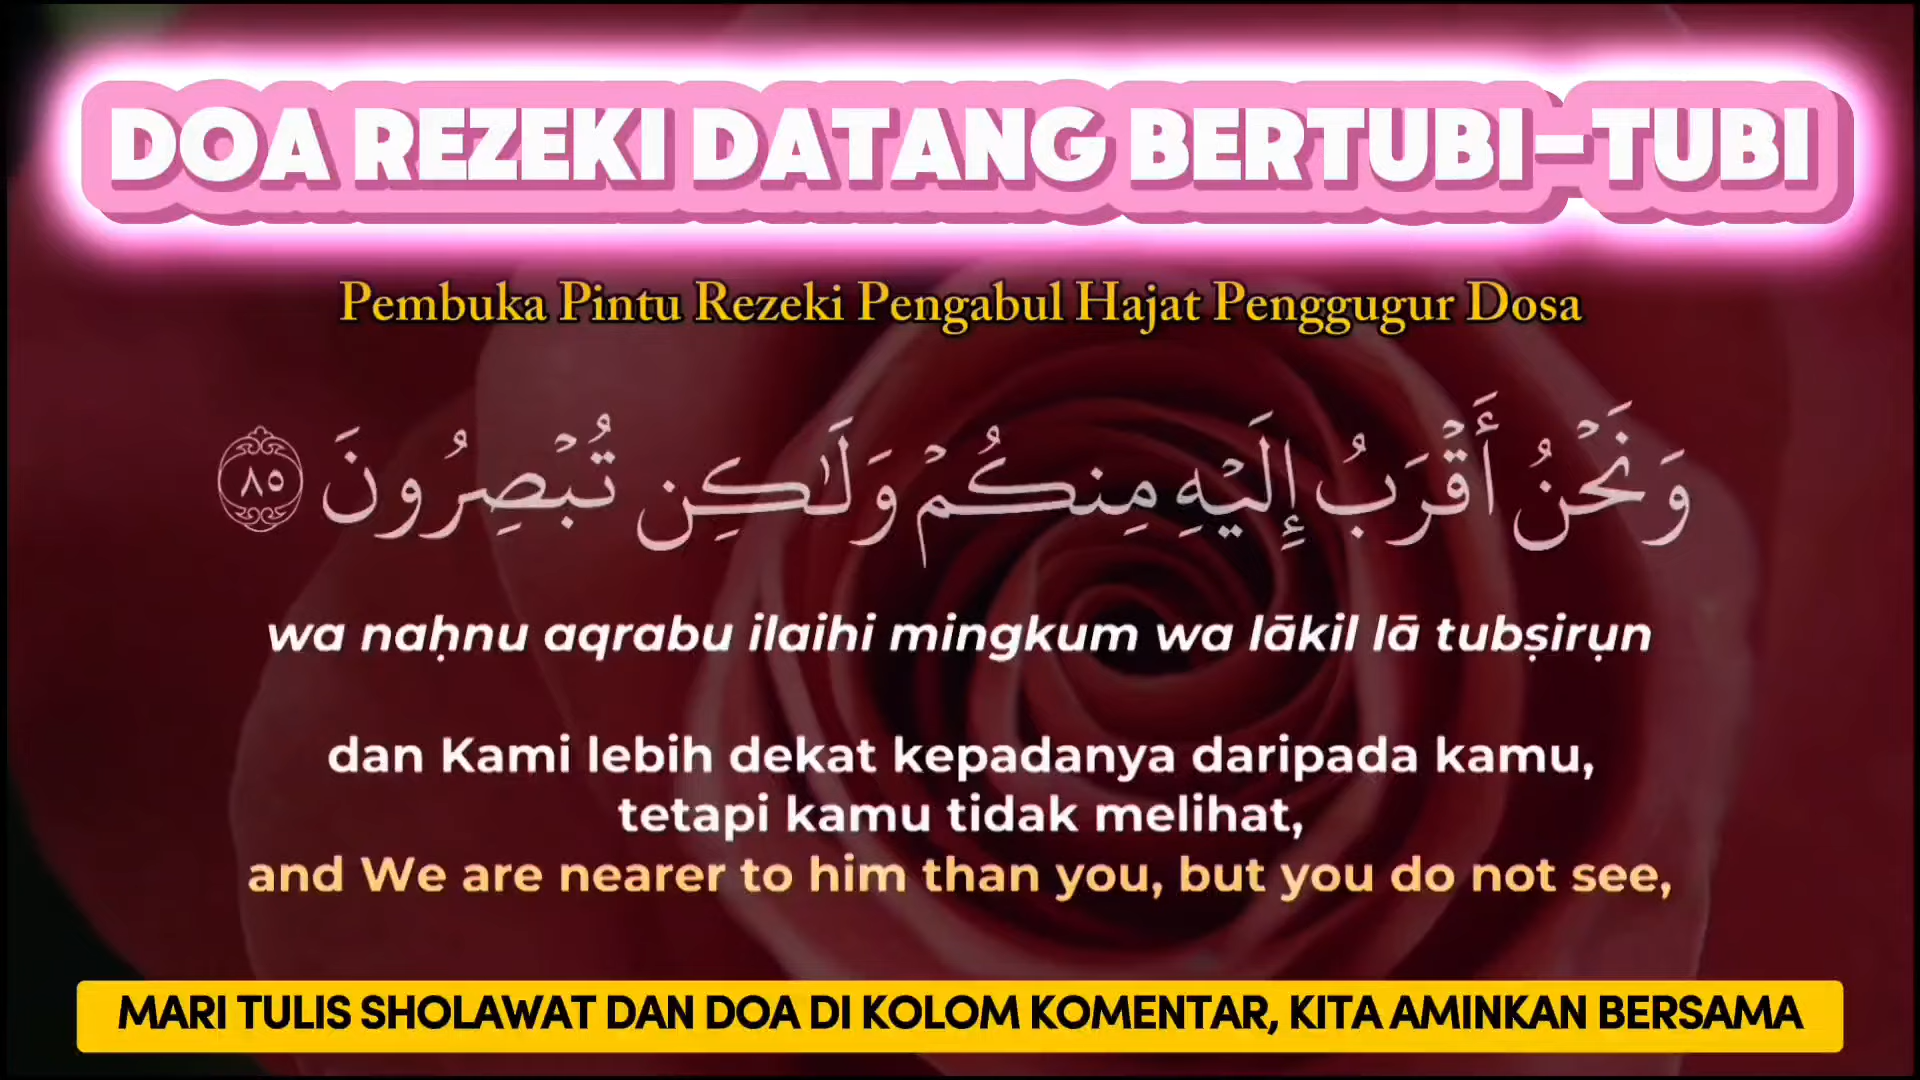 DOA REZEKI DATANG BERTUBI-TUBI
Pembuka Pintu Rezeki Pengabul Hajat Penggugur Dosa
وَنَحْنُ أَقْرَبُ إِلَيْهِ مِنكُمْ وَلَـٰكِن تُبْصِرُونَ ٨٥
wa naḥnu aqrabu ilaihi mingkum wa lākil lā tubṣirụn
dan Kami lebih dekat kepadanya daripada kamu,
tetapi kamu tidak melihat,
and We are nearer to him than you, but you do not see,
MARI TULIS SHOLAWAT DAN DOA DI KOLOM KOMENTAR, KITA AMINKAN BERSAMA